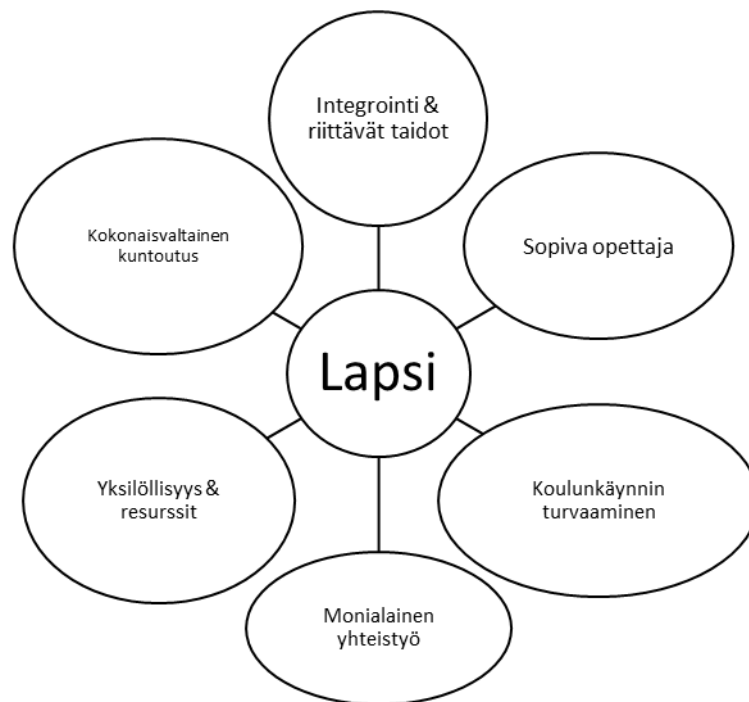 Integrointi &
riittävät taidot
Kokonaisvaltainen
kuntoutus
Sopiva opettaja
Lapsi
Yksilöllisyys &
resurssit
Koulunkäynnin
turvaaminen
Monialainen
yhteistyö